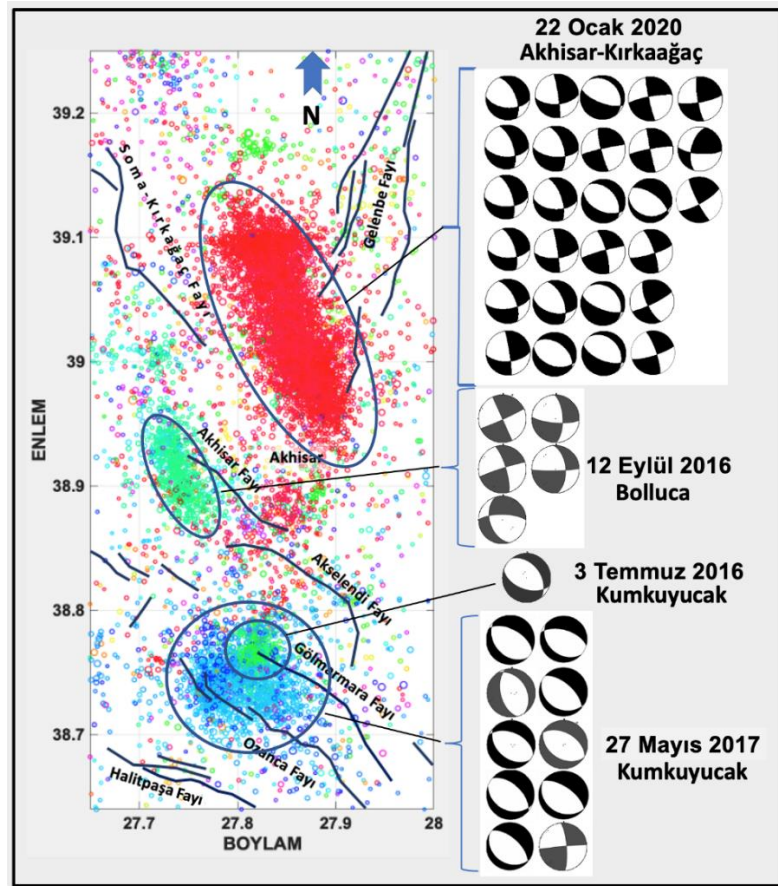 22 Ocak 2020
Akhisar-Kırkaağaç
N
39.2
39.1
39
38.9
38.8
38.7
ENLEM
Soma-Kırkağaç Fayı
Gelenbe Fayı
Akhisar
Akhisar Fayı
12 Eylül 2016
Bolluca
Akselendi Fayı
3 Temmuz 2016
Kumkuyucak
Gölmarmara Fayı
Ozanca Fayı
27 Mayıs 2017
Kumkuyucak
Halitpaşa Fayı
27.7
27.8
27.9
28
BOYLAM